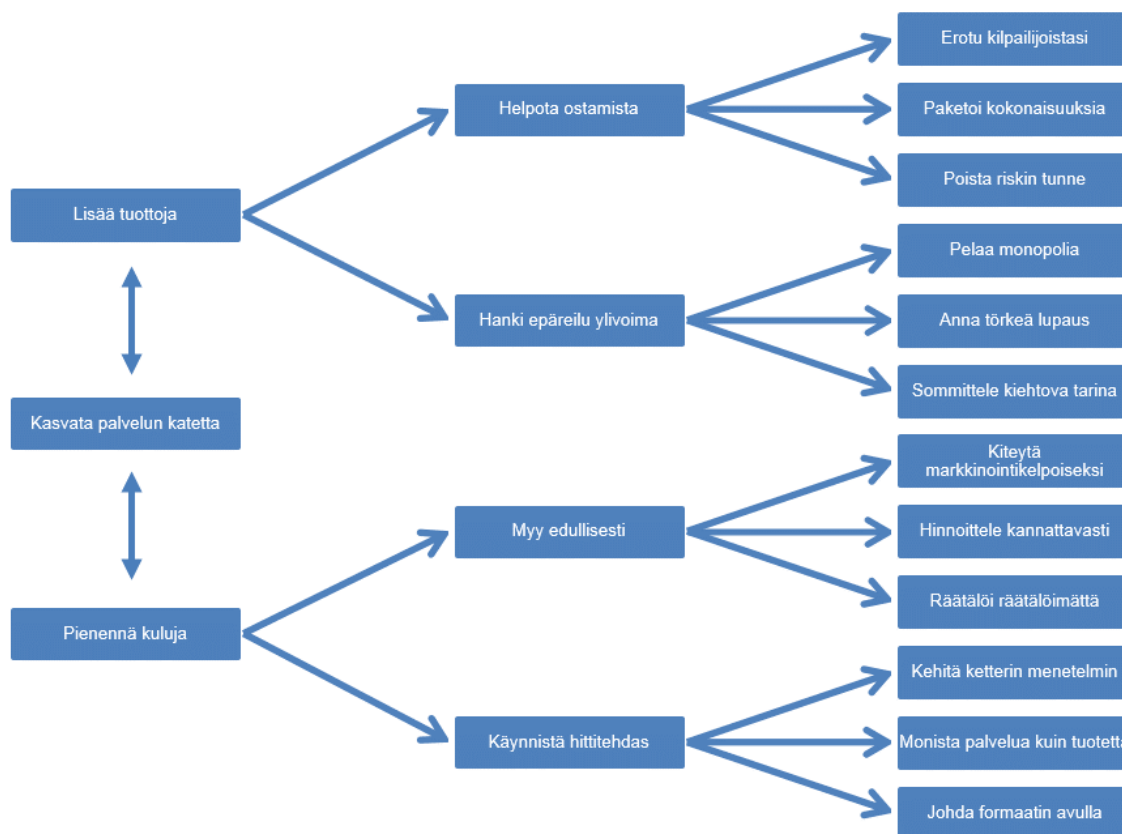 Erotu kilpailijoistasi
Helpota ostamista
Paketoi kokonaisuuksia
Poista riskin tunne
Lisää tuottoja
Pelaa monopolia
Hanki epäreilu ylivoima
Anna törkeä lupaus
Sommittele kiehtova tarina
Kasvata palvelun katetta
Kiteytä
markkinointikelpoiseksi
Myy edullisesti
Hinnoittele kannattavasti
Räätälöi räätälöimättä
Pienennä kuluja
Kehitä ketterin menetelmin
Käynnistä hittitehdas
Monista palvelua kuin tuotetta
Johda formaatin avulla